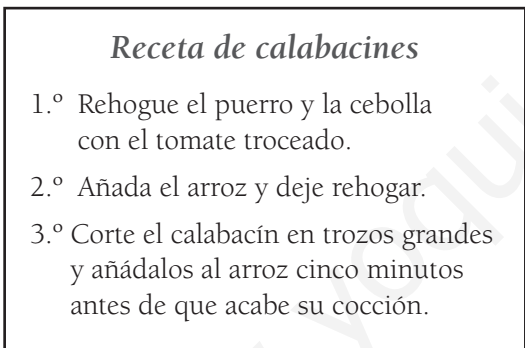 Receta de calabacines
1.º Rehogue el puerro y la cebolla
con el tomate troceado.
2.º Añada el arroz y deje rehogar.
3.º Corte el calabacín en trozos grandes
y añádalos al arroz cinco minutos
antes de que acabe su cocción.